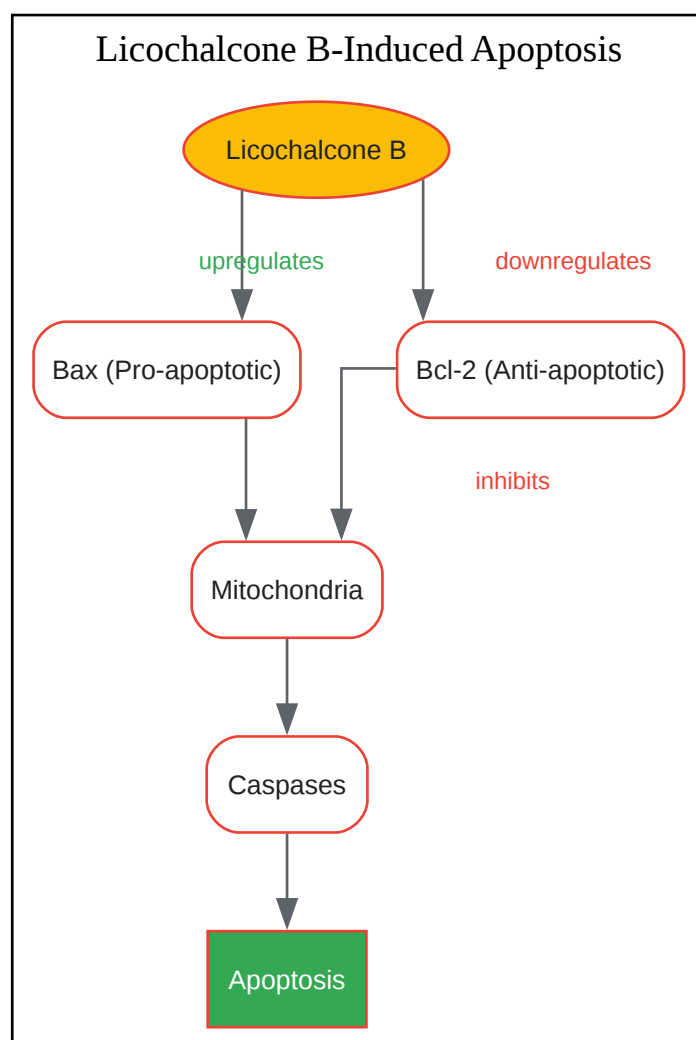 Licochalcone B-Induced Apoptosis
Licochalcone B
upregulates
downregulates
Bax (Pro-apoptotic)
Bcl-2 (Anti-apoptotic)
inhibits
Mitochondria
Caspases
Apoptosis